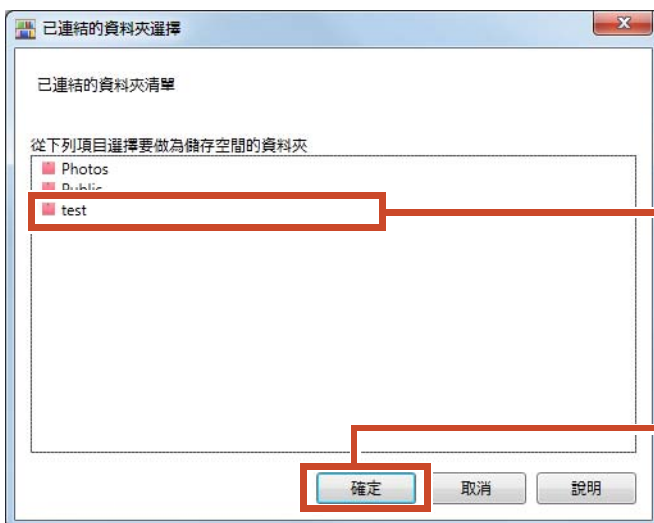 已連結的資料夾選擇
已連結的資料夾清單
從下列項目選擇要做為儲存空間的資料夾
Photos
Public
test
確定
取消
說明